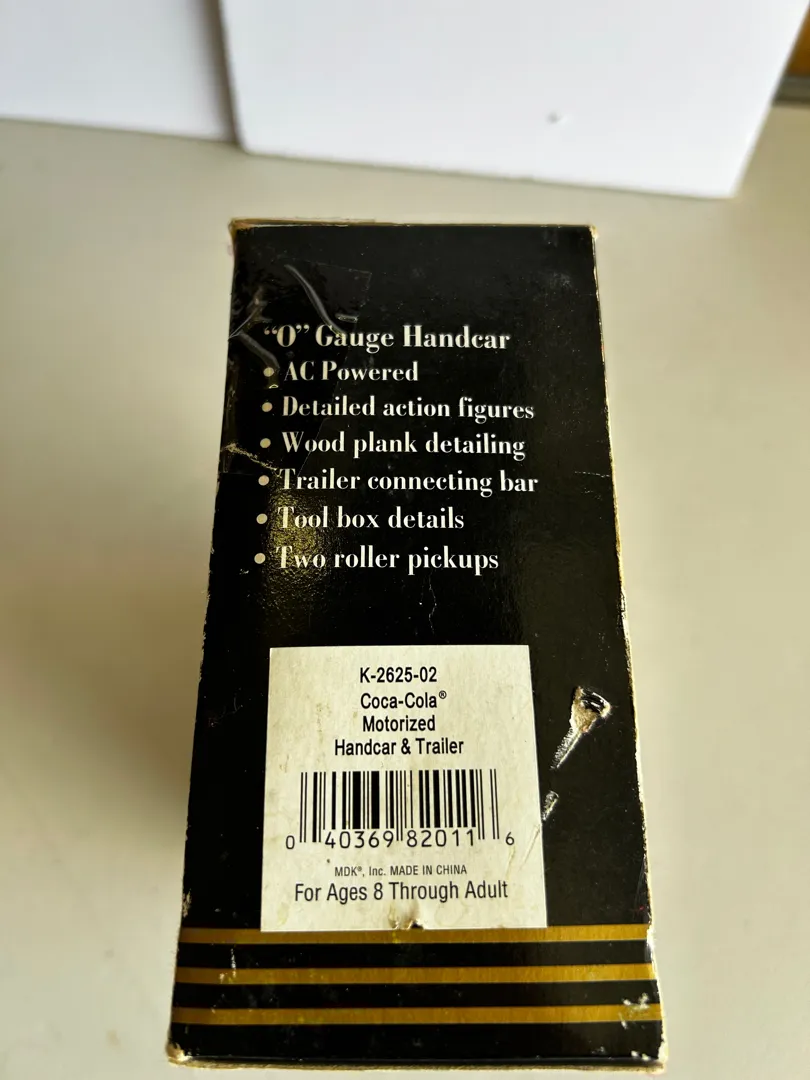 “O” Gauge Handcar
• AC Powered
• Detailed action figures
• Wood plank detailing
• Trailer connecting bar
• Tool box details
• Two roller pickups
K-2625-02
Coca-Cola®
Motorized
Handcar & Trailer
0 40369 82011 6
MDK®, Inc. MADE IN CHINA
For Ages 8 Through Adult